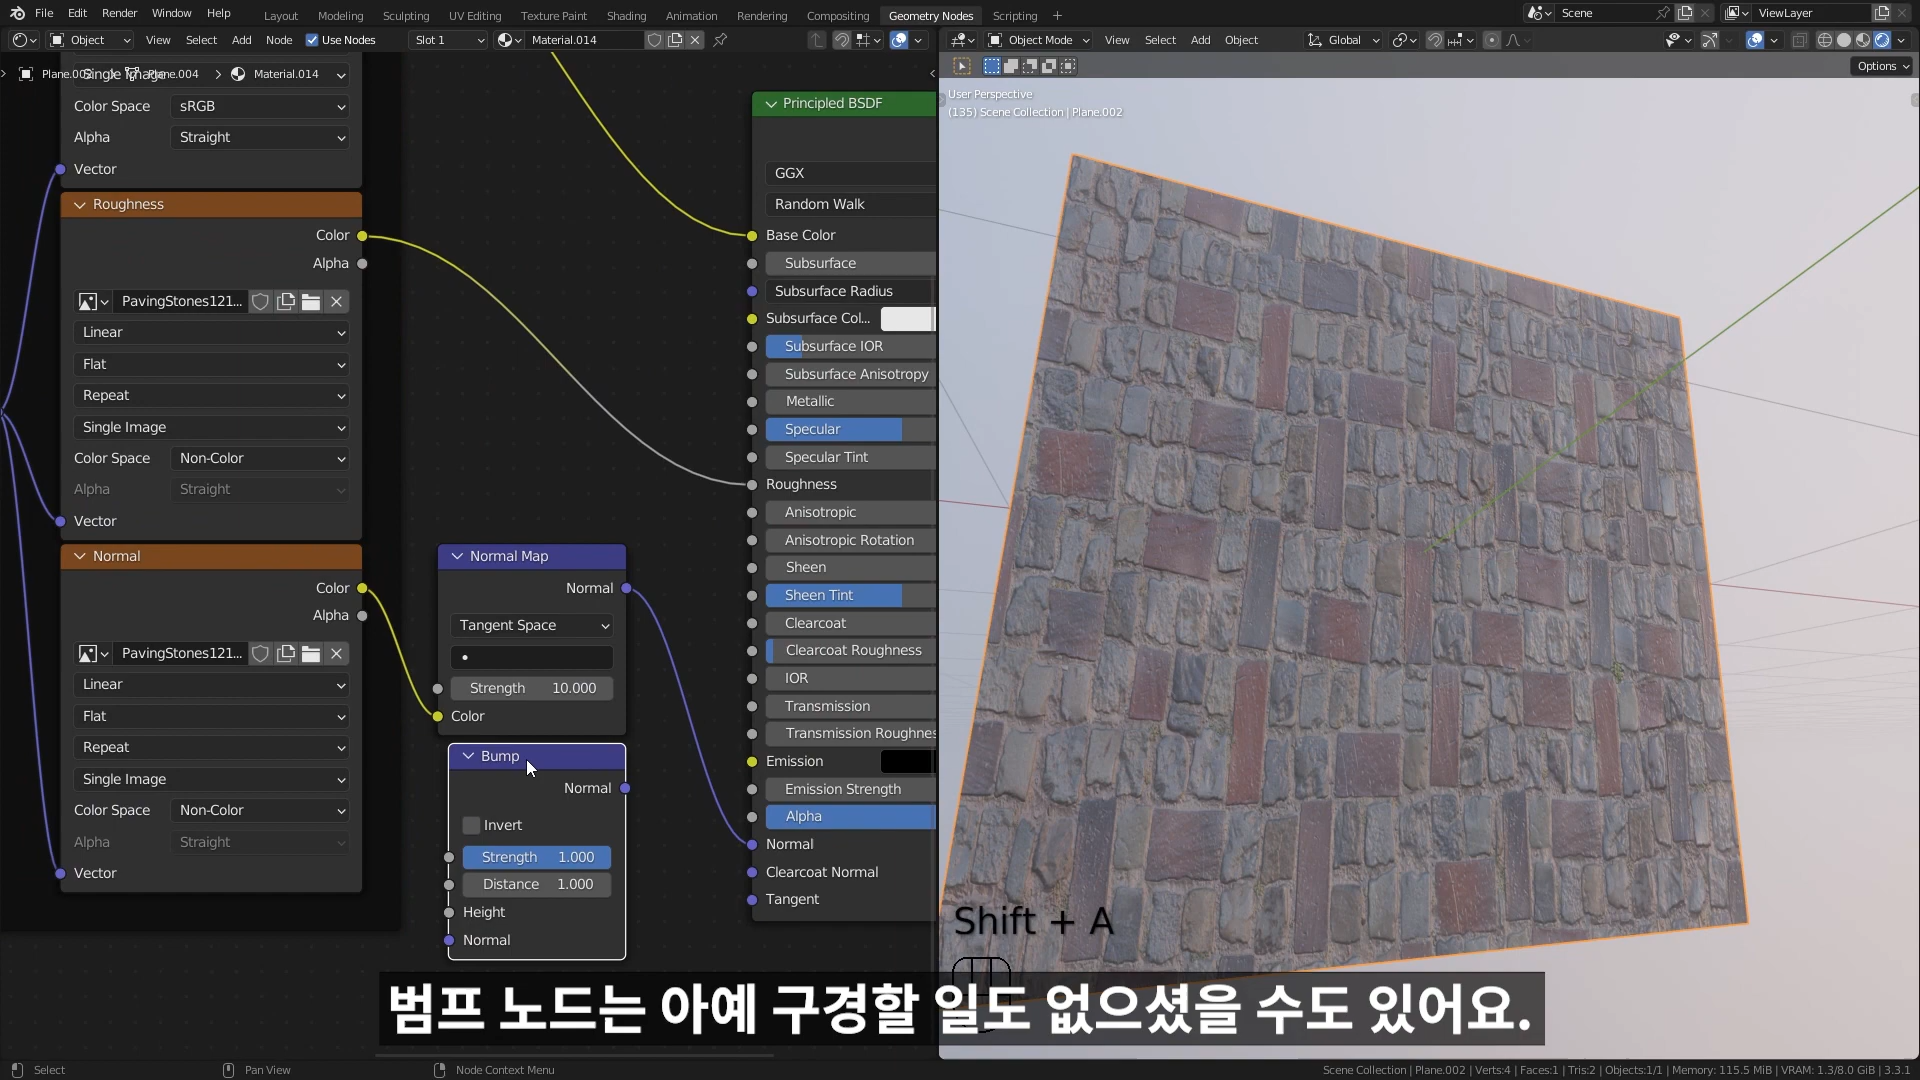 File Edit Render Window Help Layout Modeling Sculpting UV Editing Texture Paint Shading Animation Rendering Compositing Geometry Nodes Scripting + Scene ViewLayer
Object View Select Add Node Use Nodes Slot 1 Material.014 Object Mode View Select Add Object Global
Options
Plane.004 > Material.014
Color Space sRGB
Alpha Straight
Vector
Roughness
Color
Alpha
PavingStones121...
Linear
Flat
Repeat
Single Image
Color Space Non-Color
Alpha Straight
Vector
Normal
Color
Alpha
PavingStones121...
Linear
Flat
Repeat
Single Image
Color Space Non-Color
Alpha Straight
Vector
Normal Map
Normal
Tangent Space
Strength 10.000
Color
Bump
Normal
Invert
Strength 1.000
Distance 1.000
Height
Normal
Principled BSDF
GGX
Random Walk
Base Color
Subsurface
Subsurface Radius
Subsurface Col...
Subsurface IOR
Subsurface Anisotropy
Metallic
Specular
Specular Tint
Roughness
Anisotropic
Anisotropic Rotation
Sheen
Sheen Tint
Clearcoat
Clearcoat Roughness
IOR
Transmission
Transmission Roughnes
Emission
Emission Strength
Alpha
Normal
Clearcoat Normal
Tangent
User Perspective
(135) Scene Collection | Plane.002
Shift + A
범프 노드는 아예 구경할 일도 없으셨을 수도 있어요.
Select Pan View Node Context Menu Scene Collection | Plane.002 | Verts:4 | Faces:1 | Tris:2 | Objects:1/1 | Memory: 115.5 MiB | VRAM: 1.3/8.0 GiB | 3.3.1